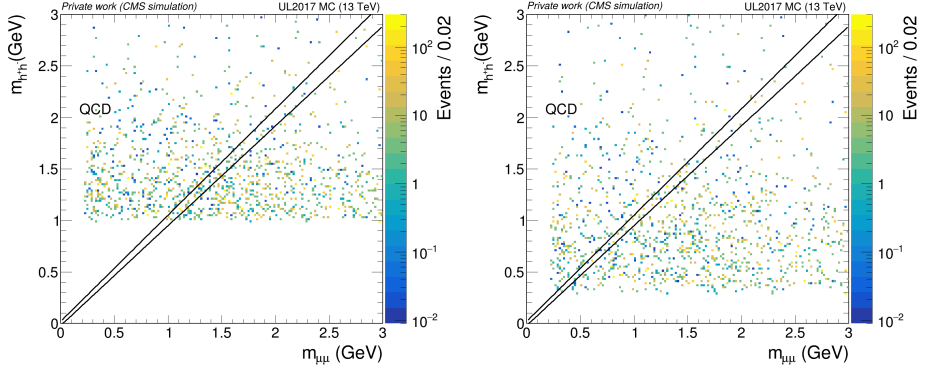 Private work (CMS simulation) UL2017 MC (13 TeV)
m_{h⁺h⁻}(GeV)
3
2.5
2
1.5
1
0.5
0
QCD
0 0.5 1 1.5 2 2.5 3
m_{μμ} (GeV)
10²
10
1
10⁻¹
10⁻²
Events / 0.02
Private work (CMS simulation) UL2017 MC (13 TeV)
m_{h⁺h⁻}(GeV)
3
2.5
2
1.5
1
0.5
0
QCD
0 0.5 1 1.5 2 2.5 3
m_{μμ} (GeV)
10²
10
1
10⁻¹
10⁻²
Events / 0.02